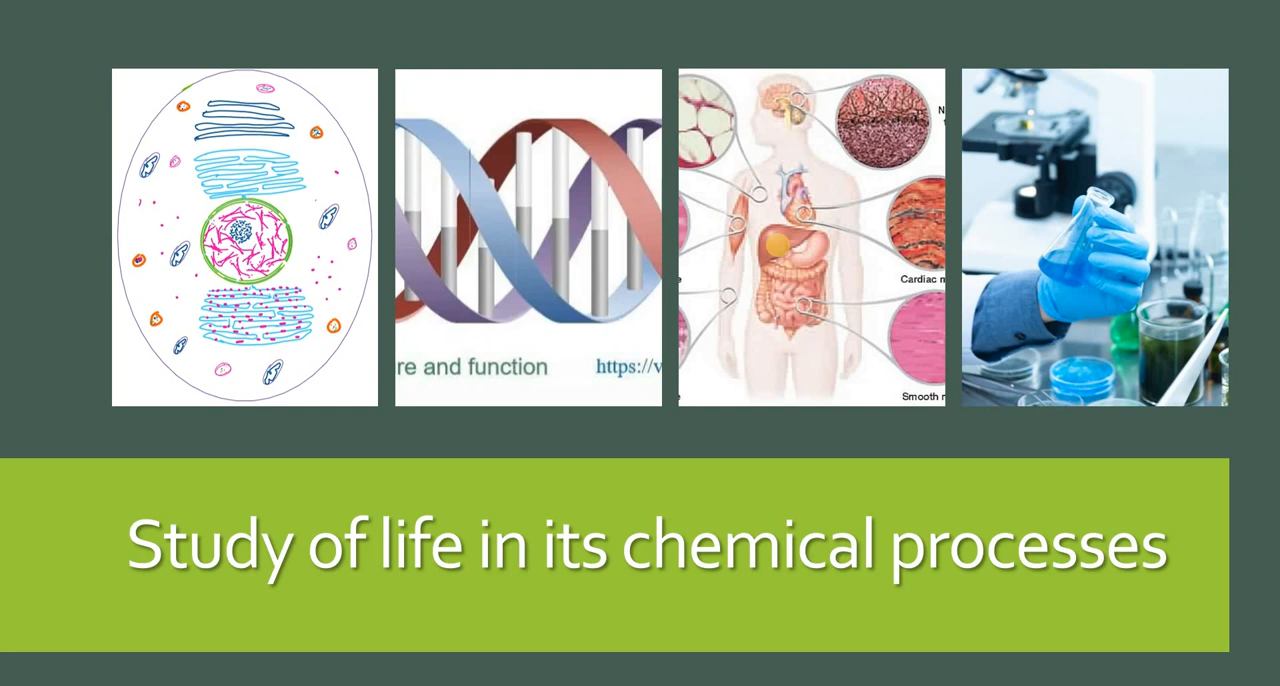 re and function
https://v
Cardiac m
Smooth r
Study of life in its chemical processes